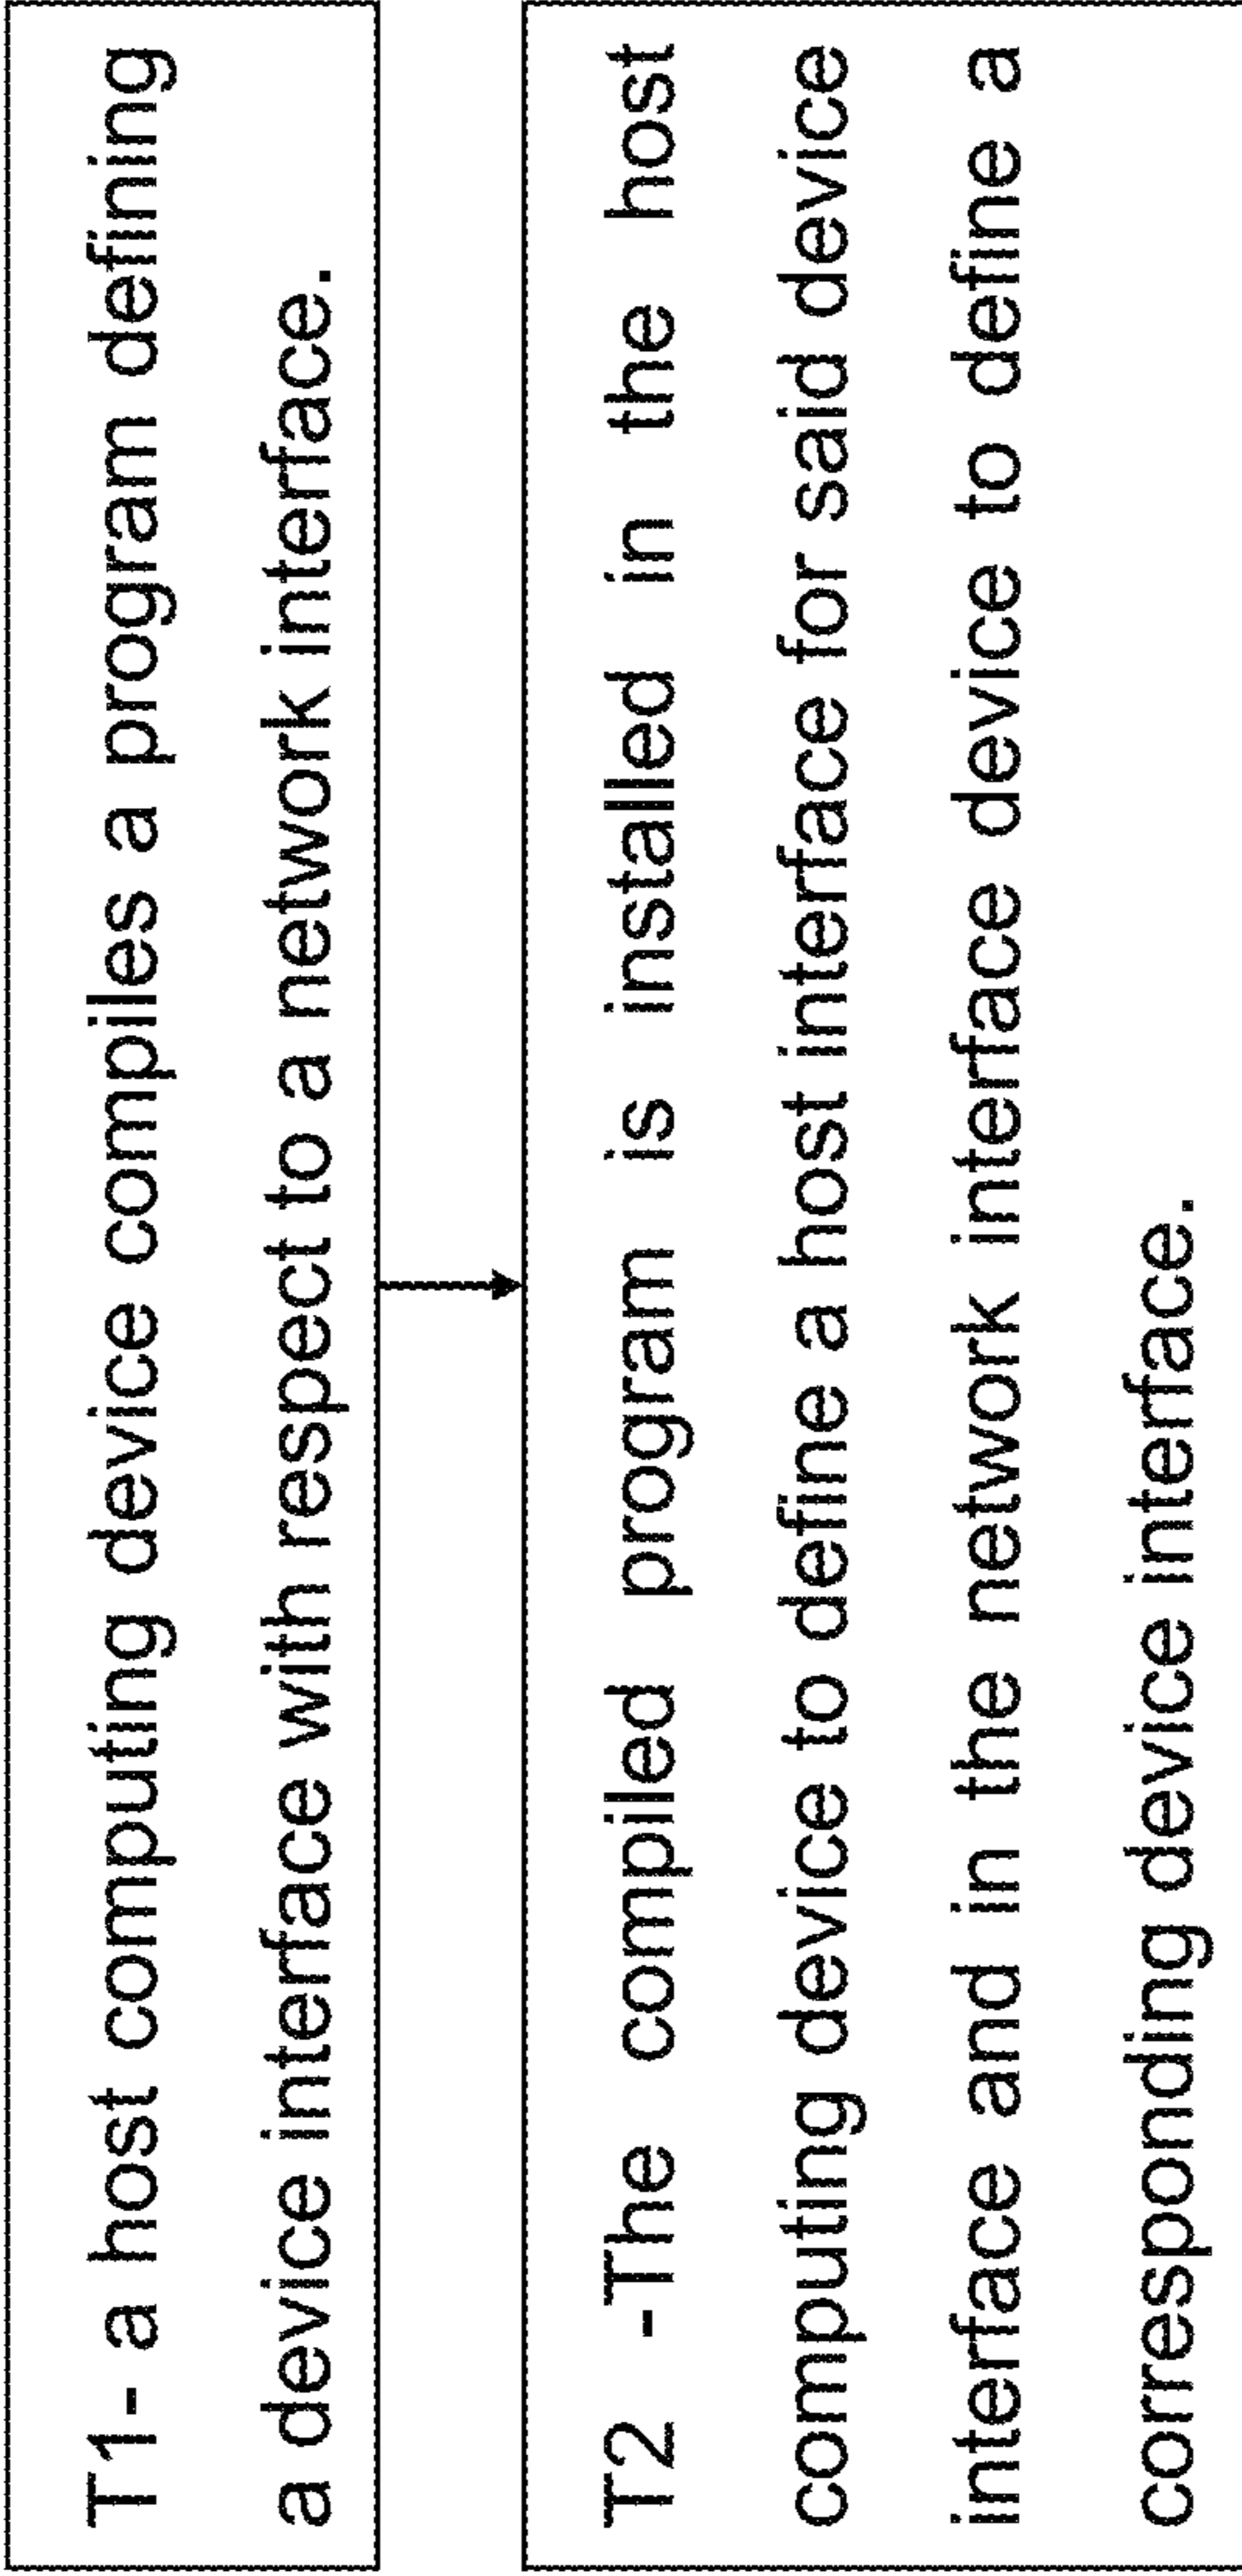 T1- a host computing device compiles a program defining
a device interface with respect to a network interface.
T2 -The compiled program is installed in the host
computing device to define a host interface for said device
interface and in the network interface device to define a
corresponding device interface.